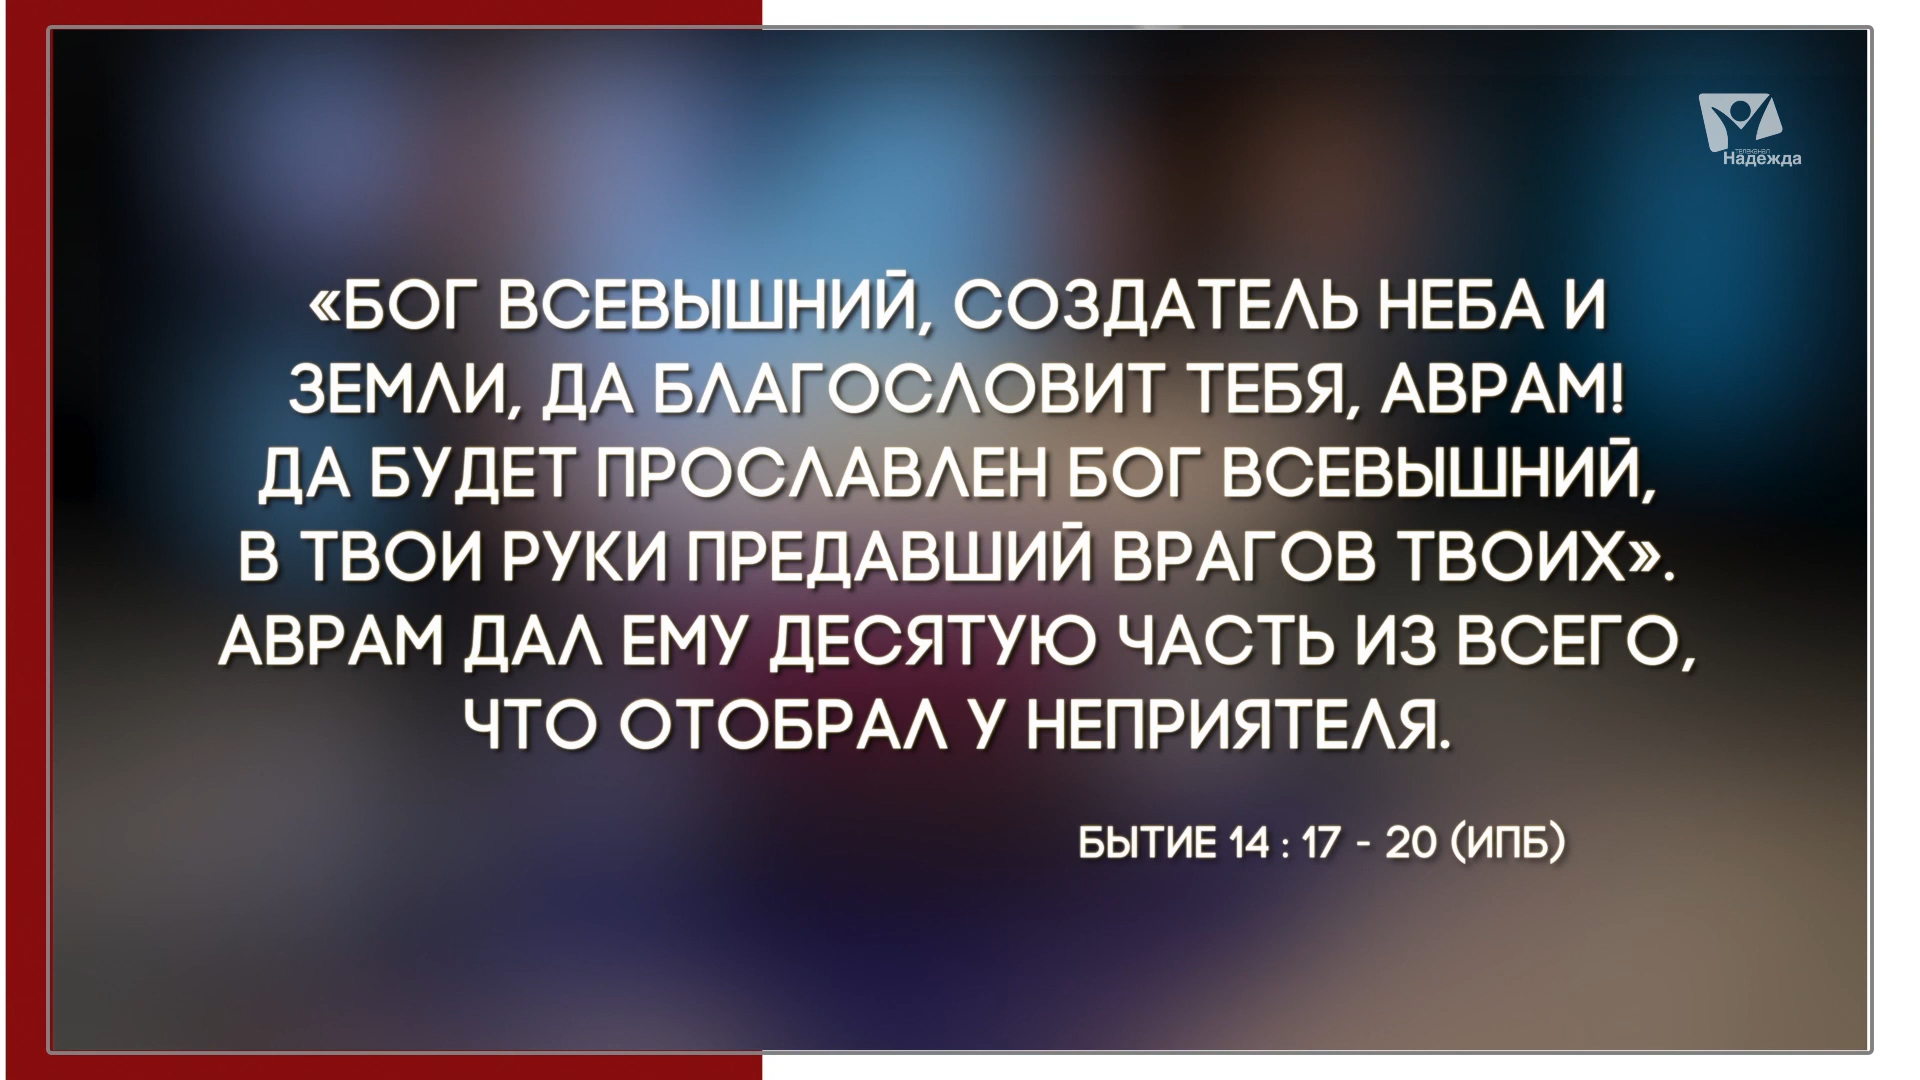 телеканал
Надежда
«БОГ ВСЕВЫШНИЙ, СОЗДАТЕЛЬ НЕБА И
ЗЕМЛИ, ДА БЛАГОСЛОВИТ ТЕБЯ, АВРАМ!
ДА БУДЕТ ПРОСЛАВЛЕН БОГ ВСЕВЫШНИЙ,
В ТВОИ РУКИ ПРЕДАВШИЙ ВРАГОВ ТВОИХ».
АВРАМ ДАЛ ЕМУ ДЕСЯТУЮ ЧАСТЬ ИЗ ВСЕГО,
ЧТО ОТОБРАЛ У НЕПРИЯТЕЛЯ.
БЫТИЕ 14 : 17 - 20 (ИПБ)